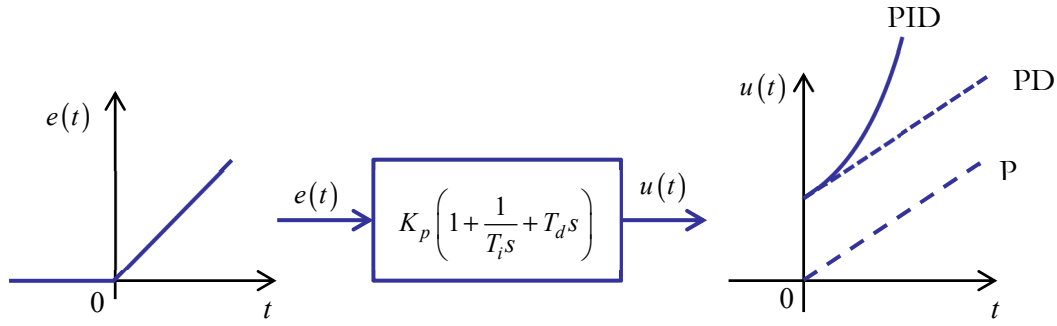 e(t)
0
t
e(t)
K_p(1 + 1/(T_i s) + T_d s)
u(t)
u(t)
PID
PD
P
0
t